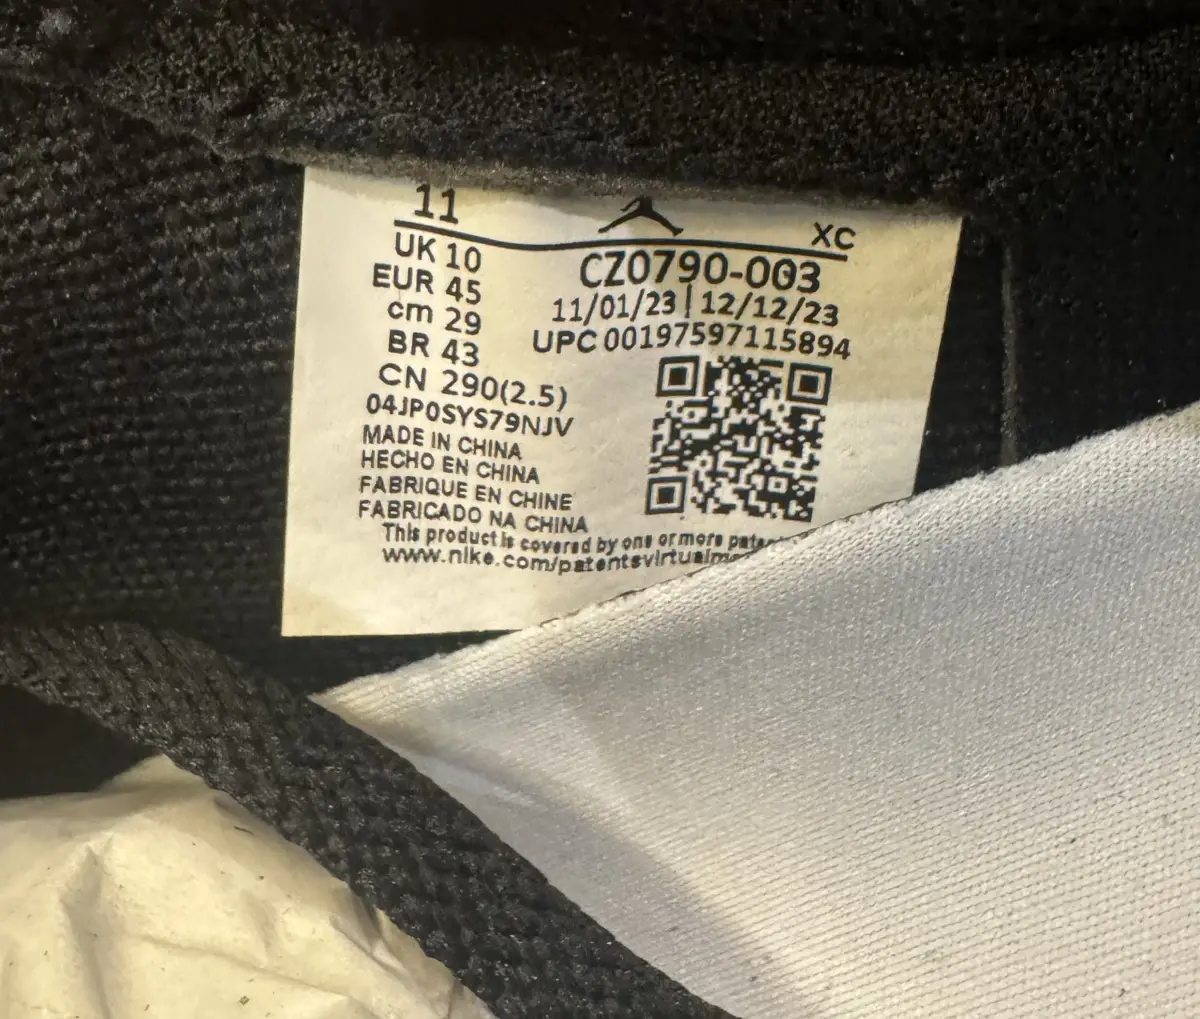 11
XC
UK 10
EUR 45
cm 29
BR 43
CN 290(2.5)
04JP0SYS79NJV
MADE IN CHINA
HECHO EN CHINA
FABRIQUE EN CHINE
FABRICADO NA CHINA
CZ0790-003
11/01/23 | 12/12/23
UPC 00197597115894
This product is covered by one or more
www.nike.com/patentsvirtualm